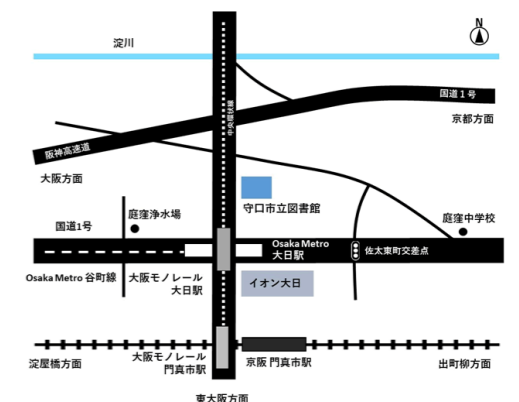 N
淀川
国道1号
中央環状線
京都方面
阪神高速道
大阪方面
守口市立図書館
庭窪浄水場
庭窪中学校
国道1号
Osaka Metro
大日駅
佐太東町交差点
Osaka Metro 谷町線
大阪モノレール
大日駅
イオン大日
大阪モノレール
門真市駅
京阪 門真市駅
淀屋橋方面
出町柳方面
東大阪方面